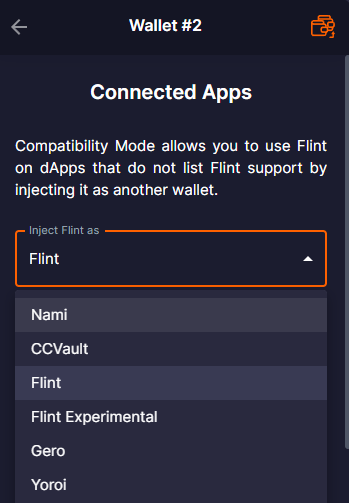 Wallet #2
Connected Apps
Compatibility Mode allows you to use Flint
on dApps that do not list Flint support by
injecting it as another wallet.
Inject Flint as
Flint
Nami
CCVault
Flint
Flint Experimental
Gero
Yoroi